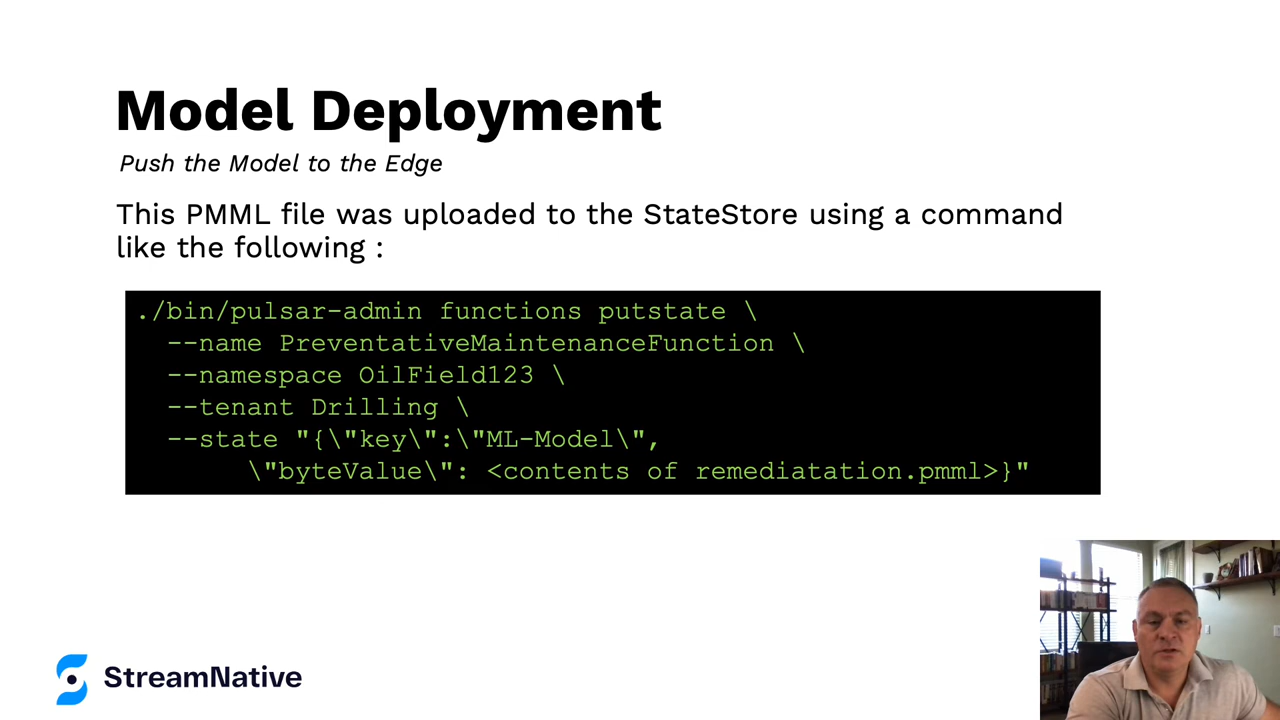 Model Deployment
Push the Model to the Edge
This PMML file was uploaded to the StateStore using a command
like the following :
./bin/pulsar-admin functions putstate \
--name PreventativeMaintenanceFunction \
--namespace OilField123 \
--tenant Drilling \
--state "{\"key\":\"ML-Model\",
\"byteValue\": <contents of remediatation.pmml>}"
StreamNative